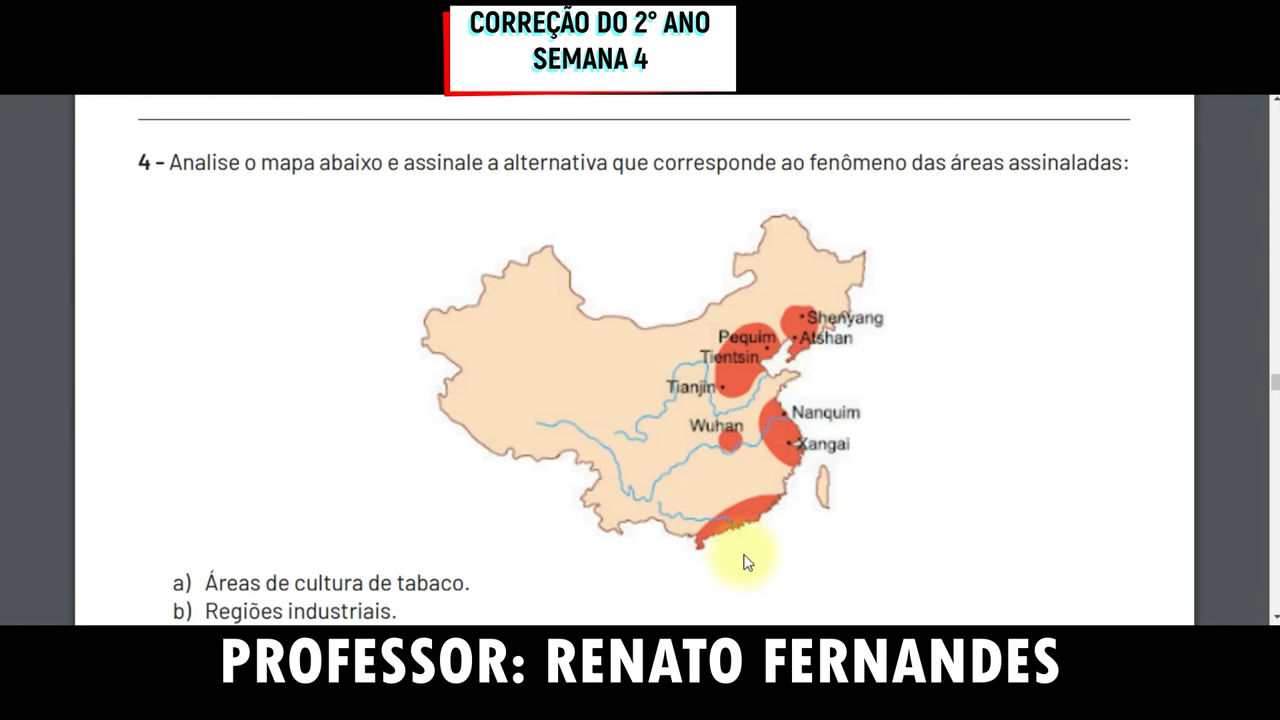 CORREÇÃO DO 2° ANO
SEMANA 4
4 - Analise o mapa abaixo e assinale a alternativa que corresponde ao fenômeno das áreas assinaladas:
Shenyang
Pequim
Atshan
Tientsin
Tianjin
Nanquim
Wuhan
Xangai
a) Áreas de cultura de tabaco.
b) Regiões industriais.
PROFESSOR: RENATO FERNANDES